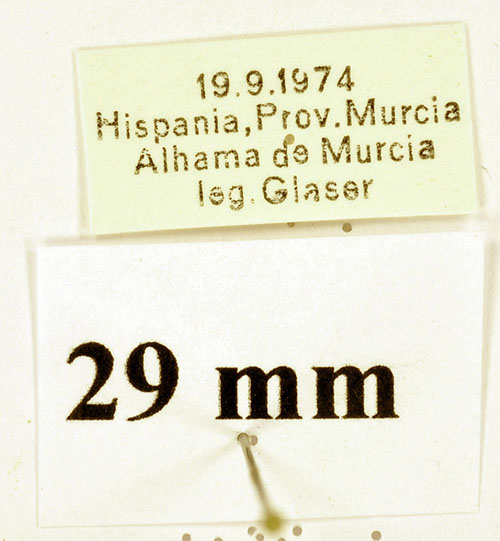 19.9.1974
Hispania, Prov. Murcia
Alhama de Murcia
leg. Glaser
29 mm